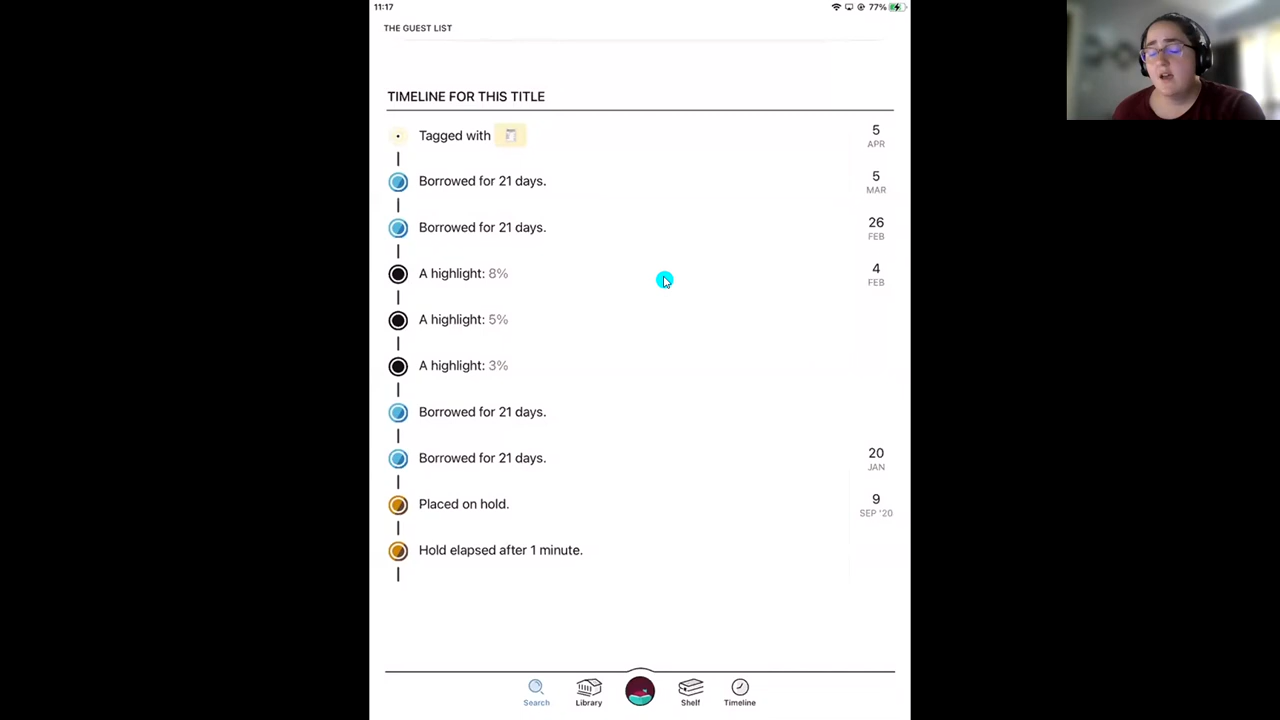 11:17
77%
THE GUEST LIST
TIMELINE FOR THIS TITLE
Tagged with
5
APR
Borrowed for 21 days.
5
MAR
Borrowed for 21 days.
26
FEB
A highlight: 8%
4
FEB
A highlight: 5%
A highlight: 3%
Borrowed for 21 days.
Borrowed for 21 days.
20
JAN
Placed on hold.
9
SEP '20
Hold elapsed after 1 minute.
Search
Library
Shelf
Timeline